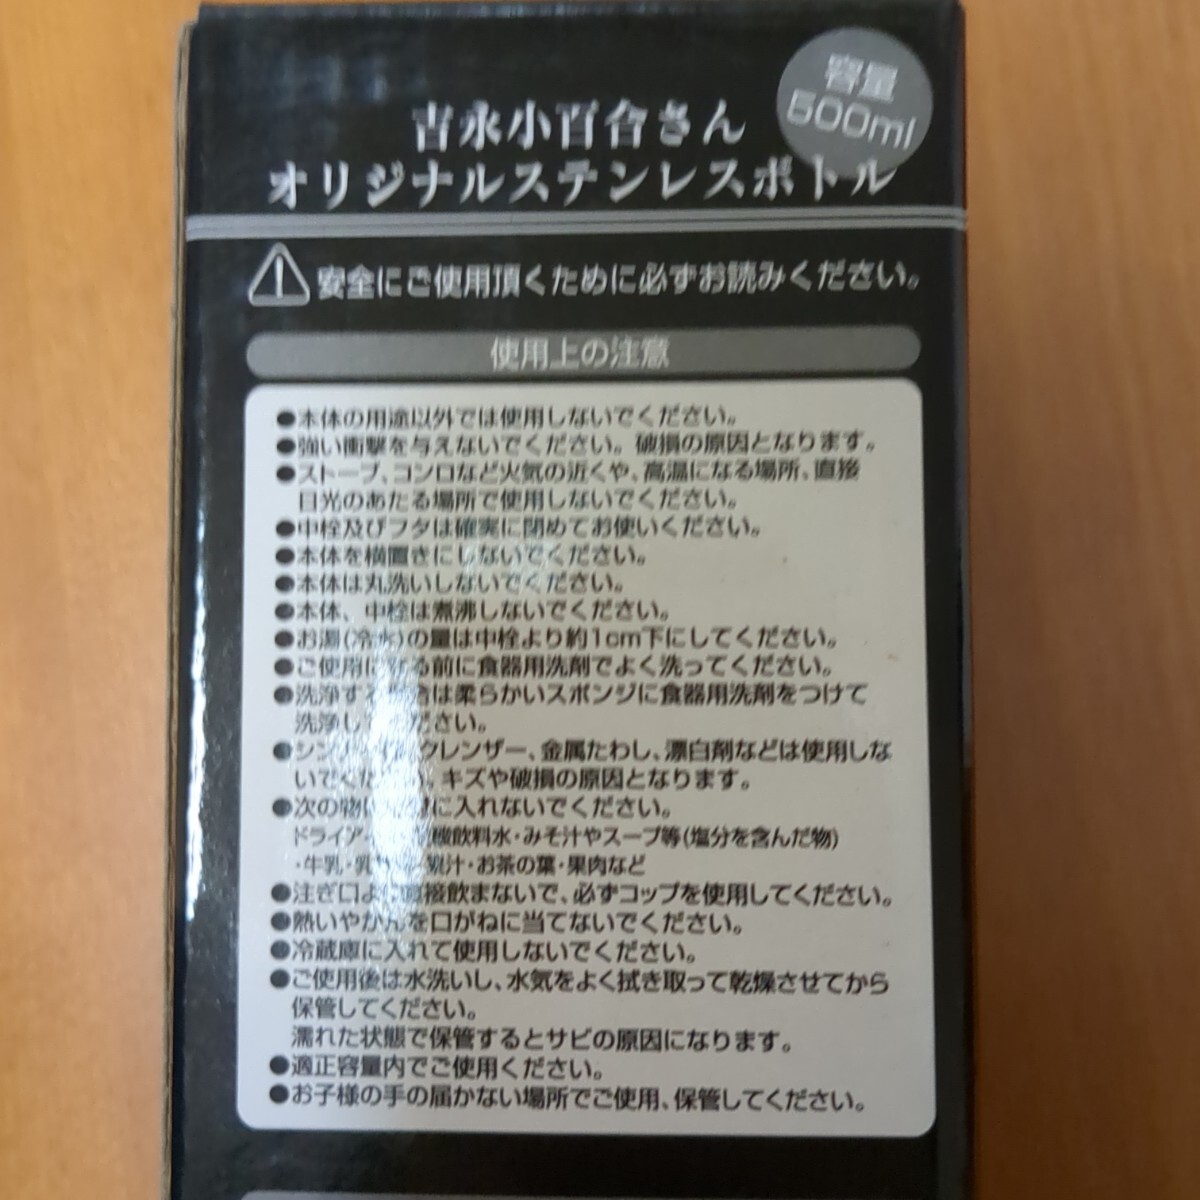 吉永小百合さん
オリジナルステンレスボトル
容量
500ml
安全にご使用頂くために必ずお読みください。
使用上の注意
●本体の用途以外では使用しないでください。
●強い衝撃を与えないでください。破損の原因となります。
●ストーブ、コンロなど火気の近くや、高温になる場所、直接
日光のあたる場所で使用しないでください。
●中栓及びフタは確実に閉めてお使いください。
●本体を横置きにしないでください。
●本体は丸洗いしないでください。
●本体、中栓は煮沸しないでください。
●お湯(冷水)の量は中栓より約1cm下にしてください。
●ご使用になる前に食器用洗剤でよく洗ってください。
●洗浄する場合は柔らかいスポンジに食器用洗剤をつけて
洗浄してください。
●シンナー クレンザー、金属たわし、漂白剤などは使用しな
いでください。キズや破損の原因となります。
●次の物は に入れないでください。
ドライアイス 飲料水・みそ汁やスープ等(塩分を含んだ物)
・牛乳・ 果汁・お茶の葉・果肉など
●注ぎ口より直接飲まないで、必ずコップを使用してください。
●熱いやかんを口がねに当てないでください。
●冷蔵庫に入れて使用しないでください。
●ご使用後は水洗いし、水気をよく拭き取って乾燥させてから
保管してください。
濡れた状態で保管するとサビの原因になります。
●適正容量内でご使用ください。
●お子様の手の届かない場所でご使用、保管してください。